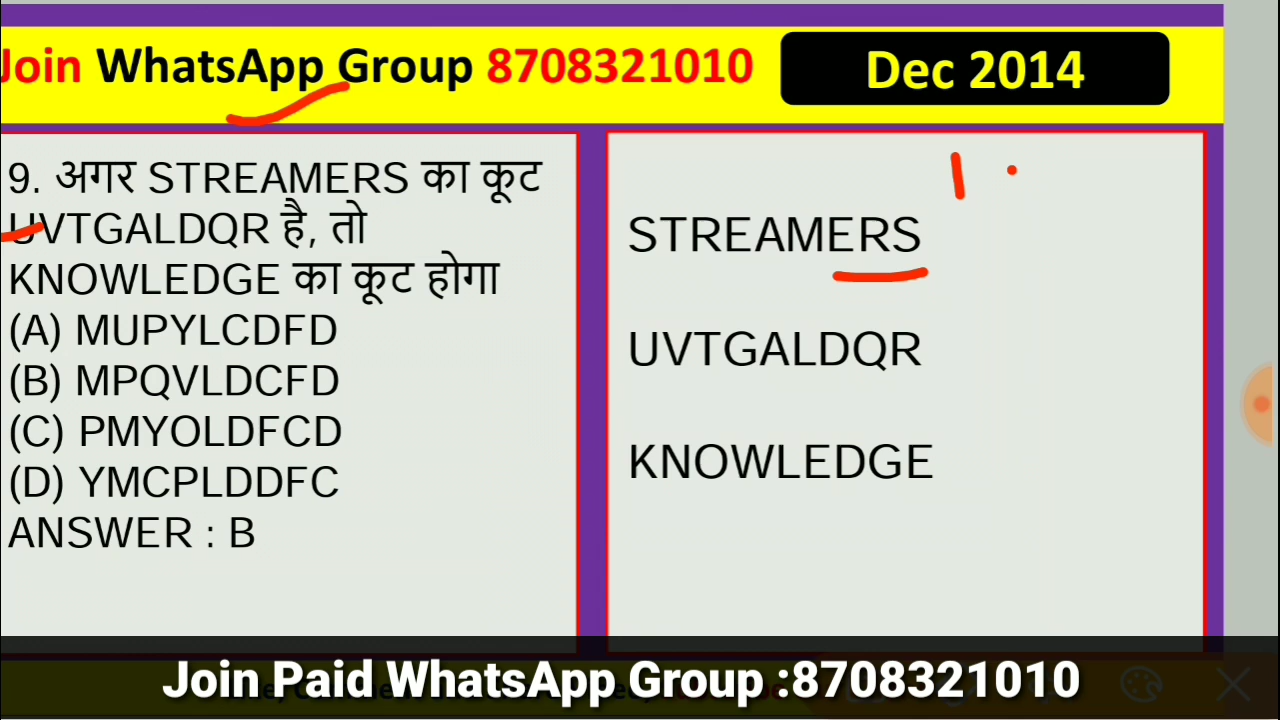 Join WhatsApp Group 8708321010
Dec 2014
9. अगर STREAMERS का कूट
UVTGALDQR है, तो
KNOWLEDGE का कूट होगा
(A) MUPYLCDFD
(B) MPQVLDCFD
(C) PMYOLDFCD
(D) YMCPLDDFC
ANSWER : B
STREAMERS
UVTGALDQR
KNOWLEDGE
Join Paid WhatsApp Group :8708321010